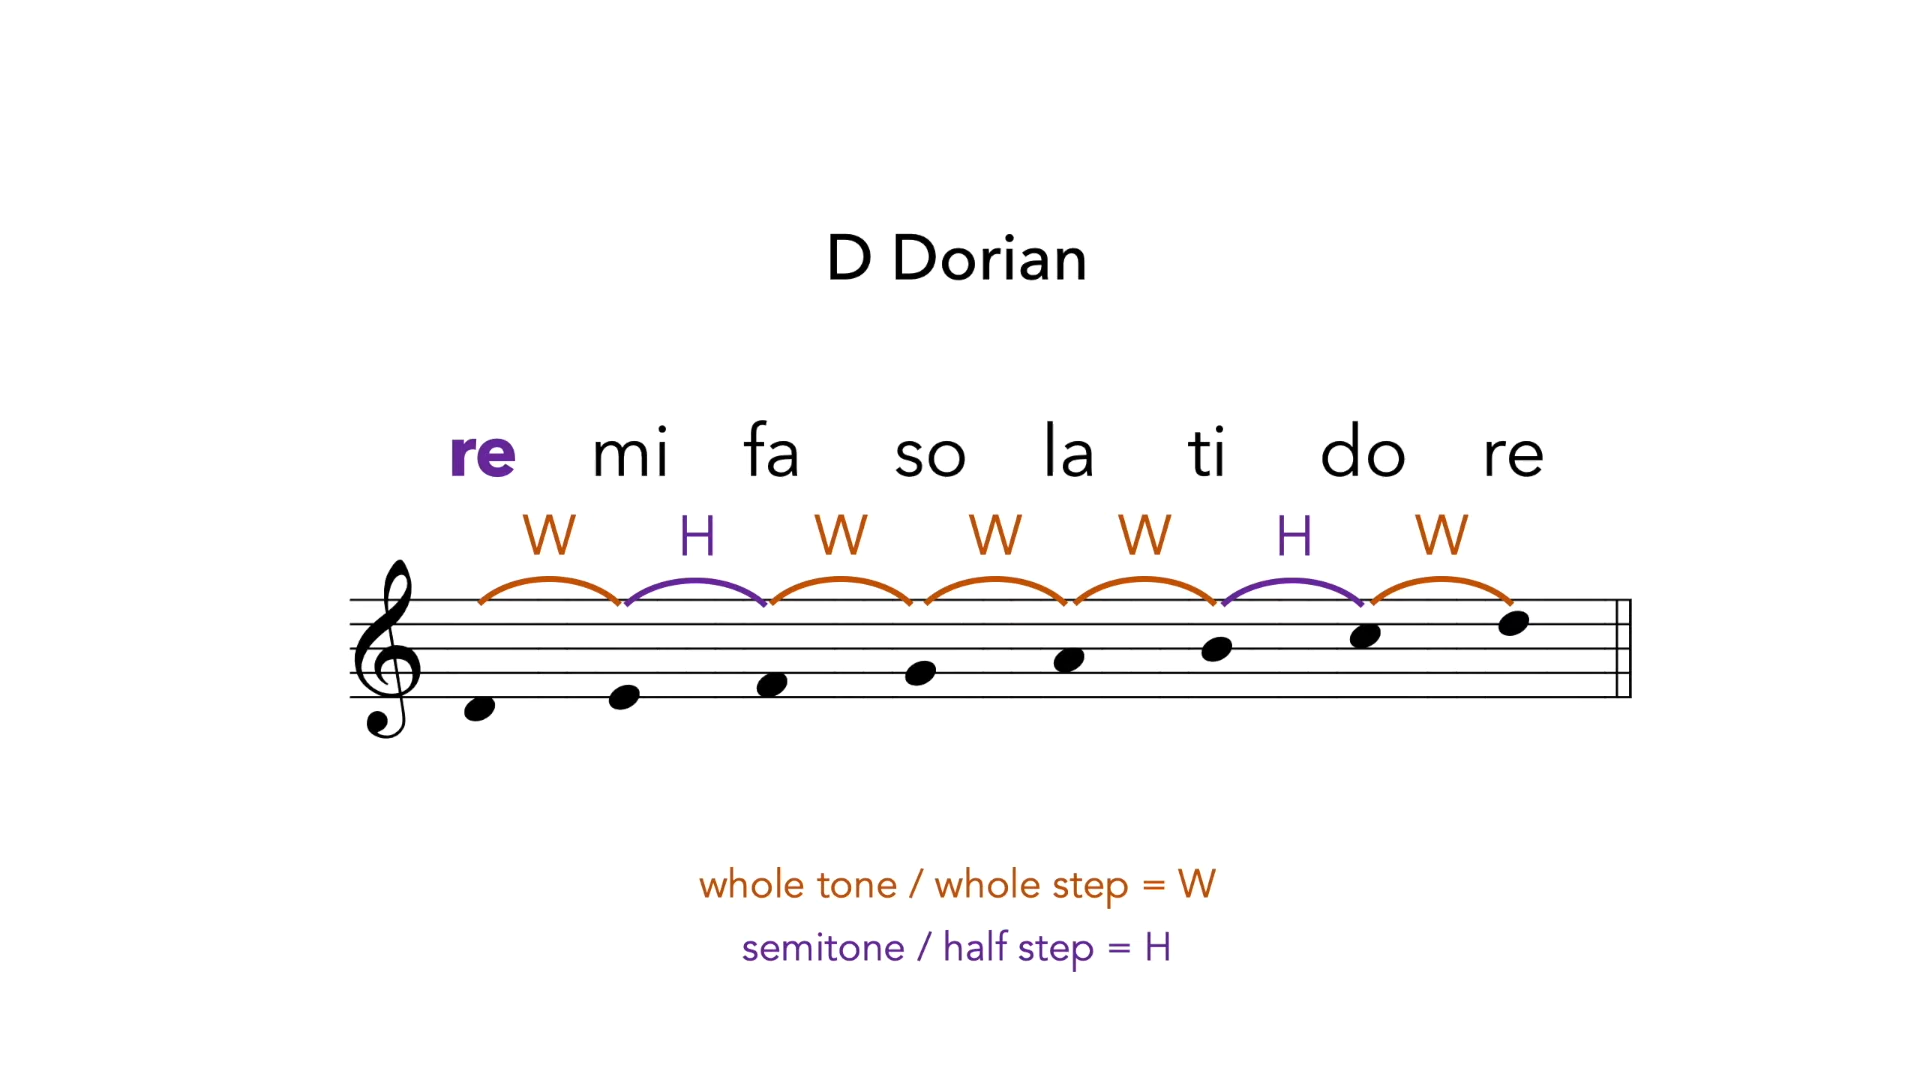 D Dorian
re mi fa so la ti do re
W H W W W H W
whole tone / whole step = W
semitone / half step = H